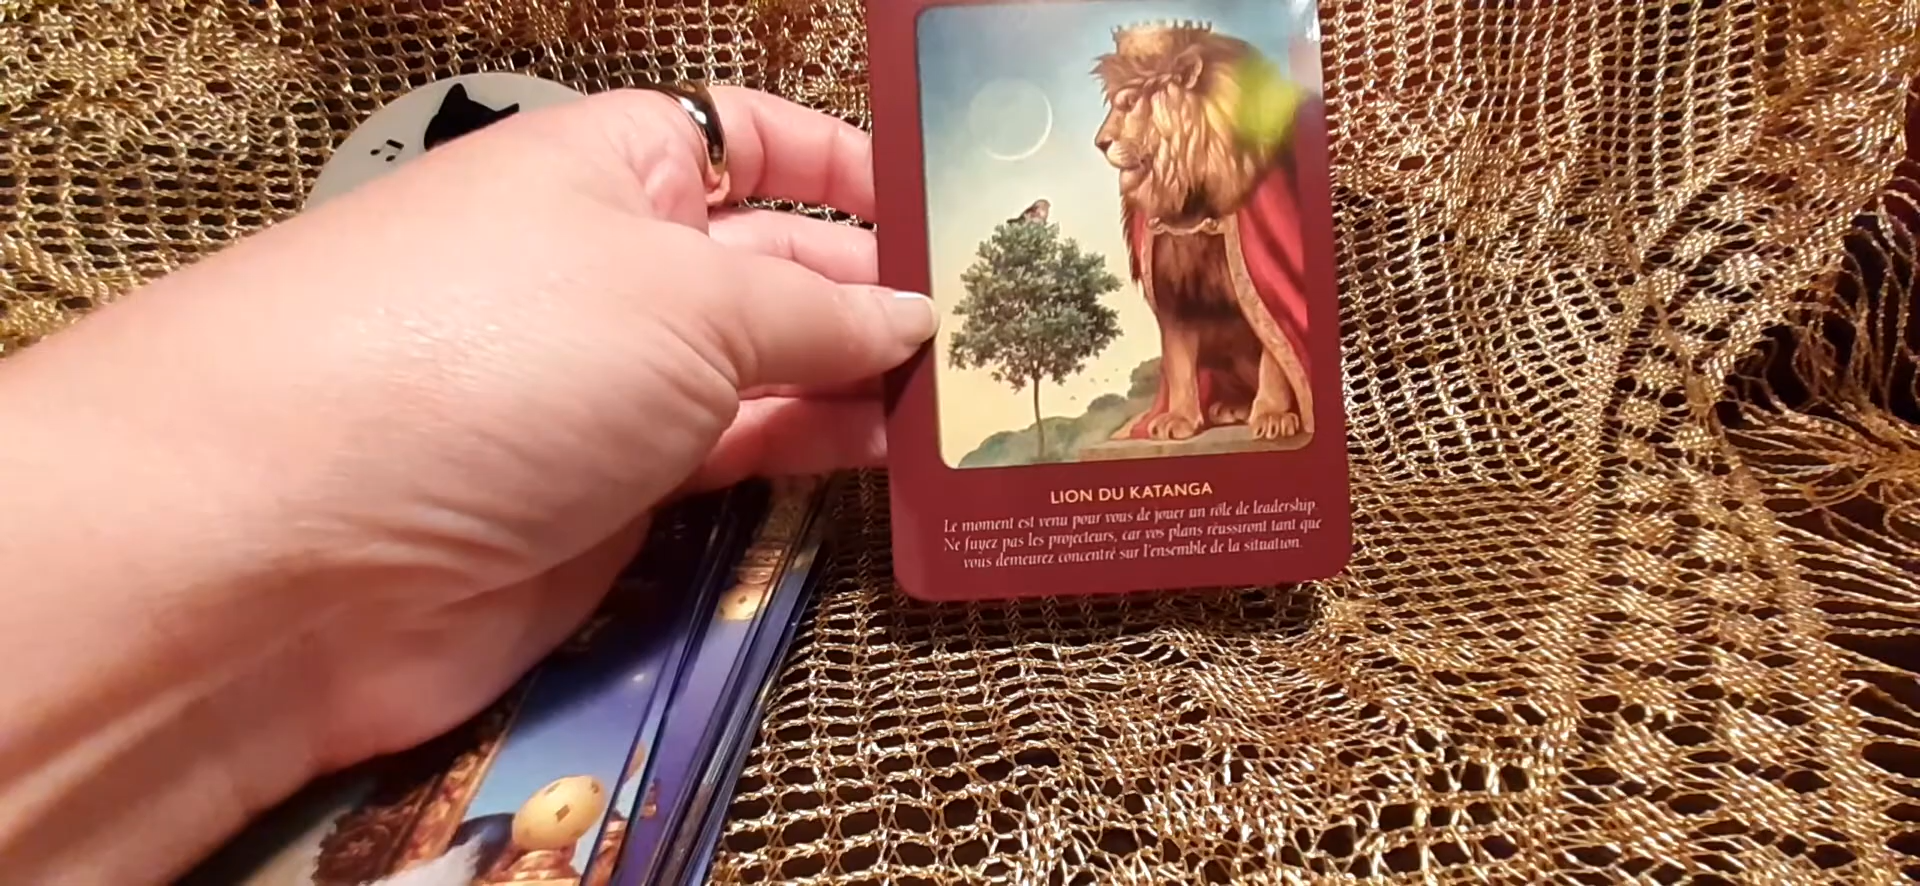 LION DU KATANGA
Le moment est venu pour vous de jouer un rôle de leadership.
Ne fuyez pas les projecteurs, car vos plans réussiront tant que
vous demeurez concentré sur l'ensemble de la situation.